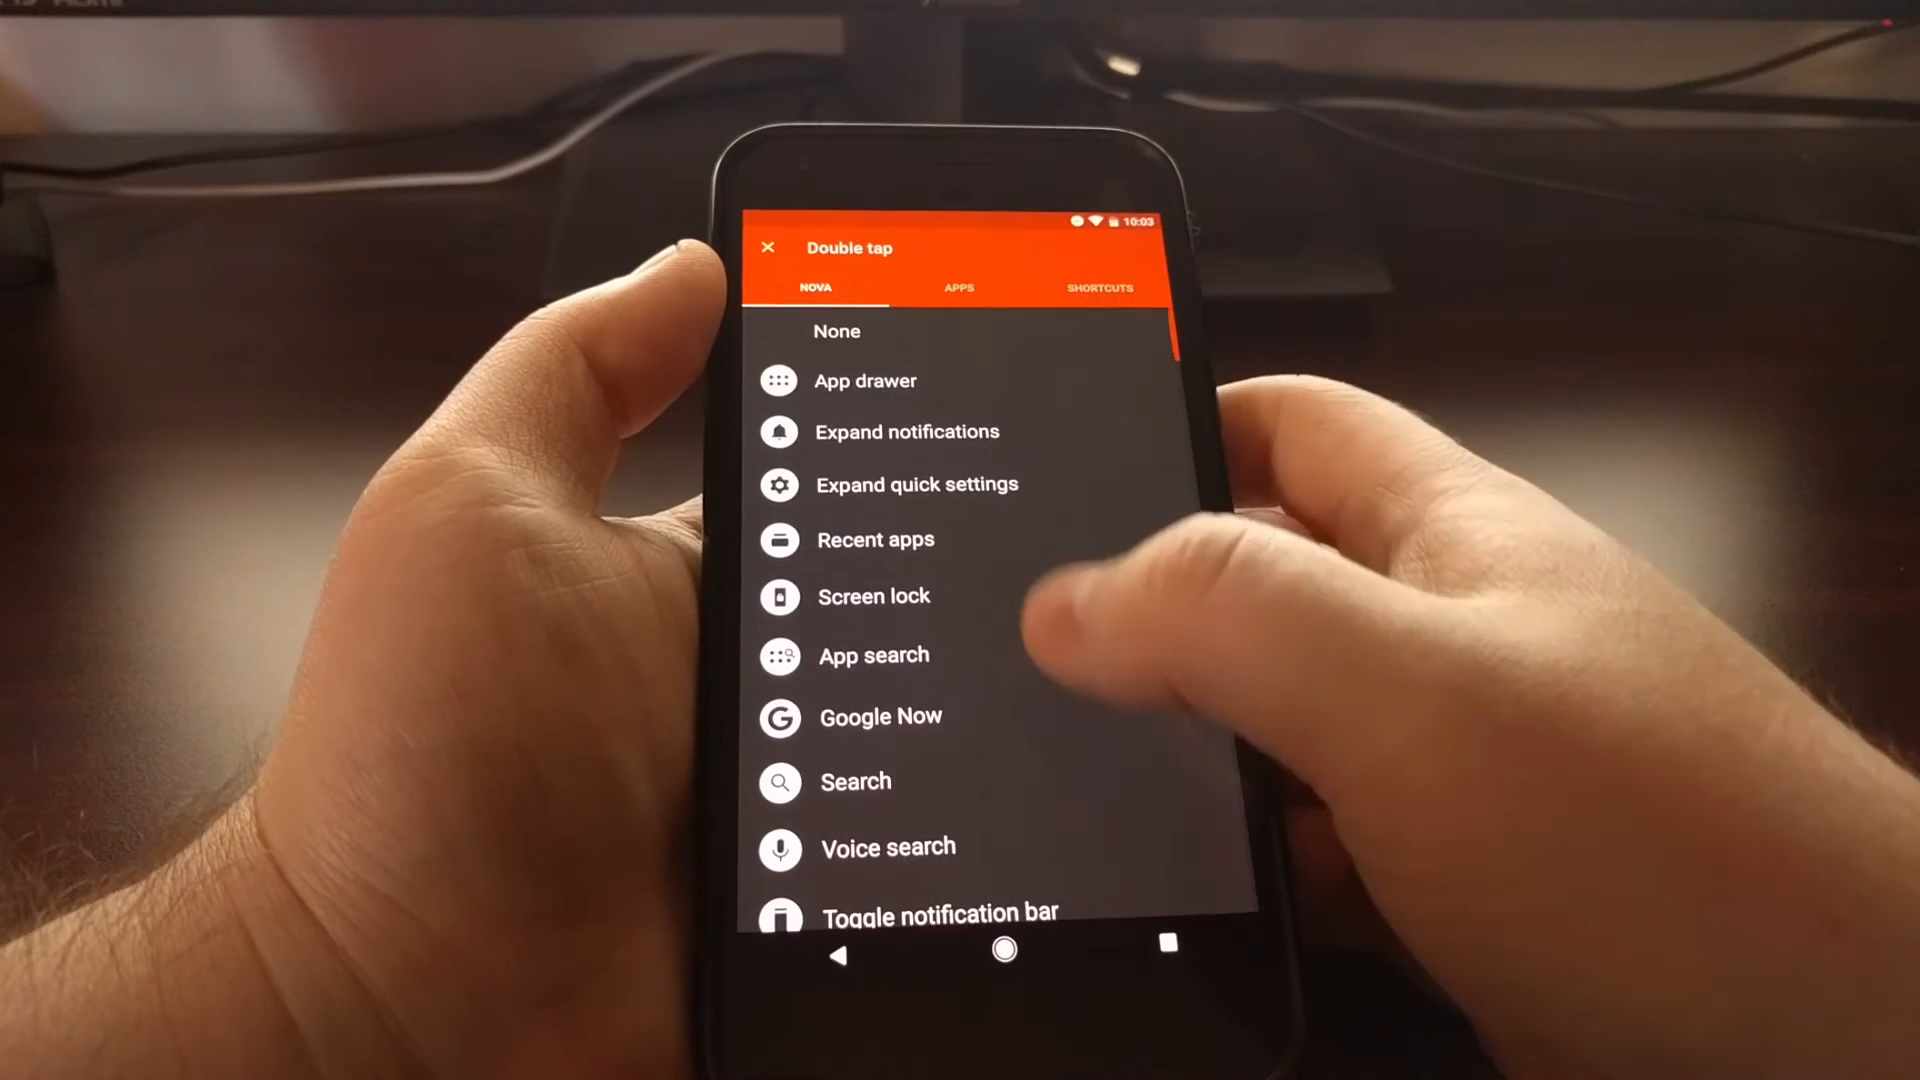 HDMI
10:03
Double tap
NOVA APPS SHORTCUTS
None
App drawer
Expand notifications
Expand quick settings
Recent apps
Screen lock
App search
Google Now
Search
Voice search
Toggle notification bar